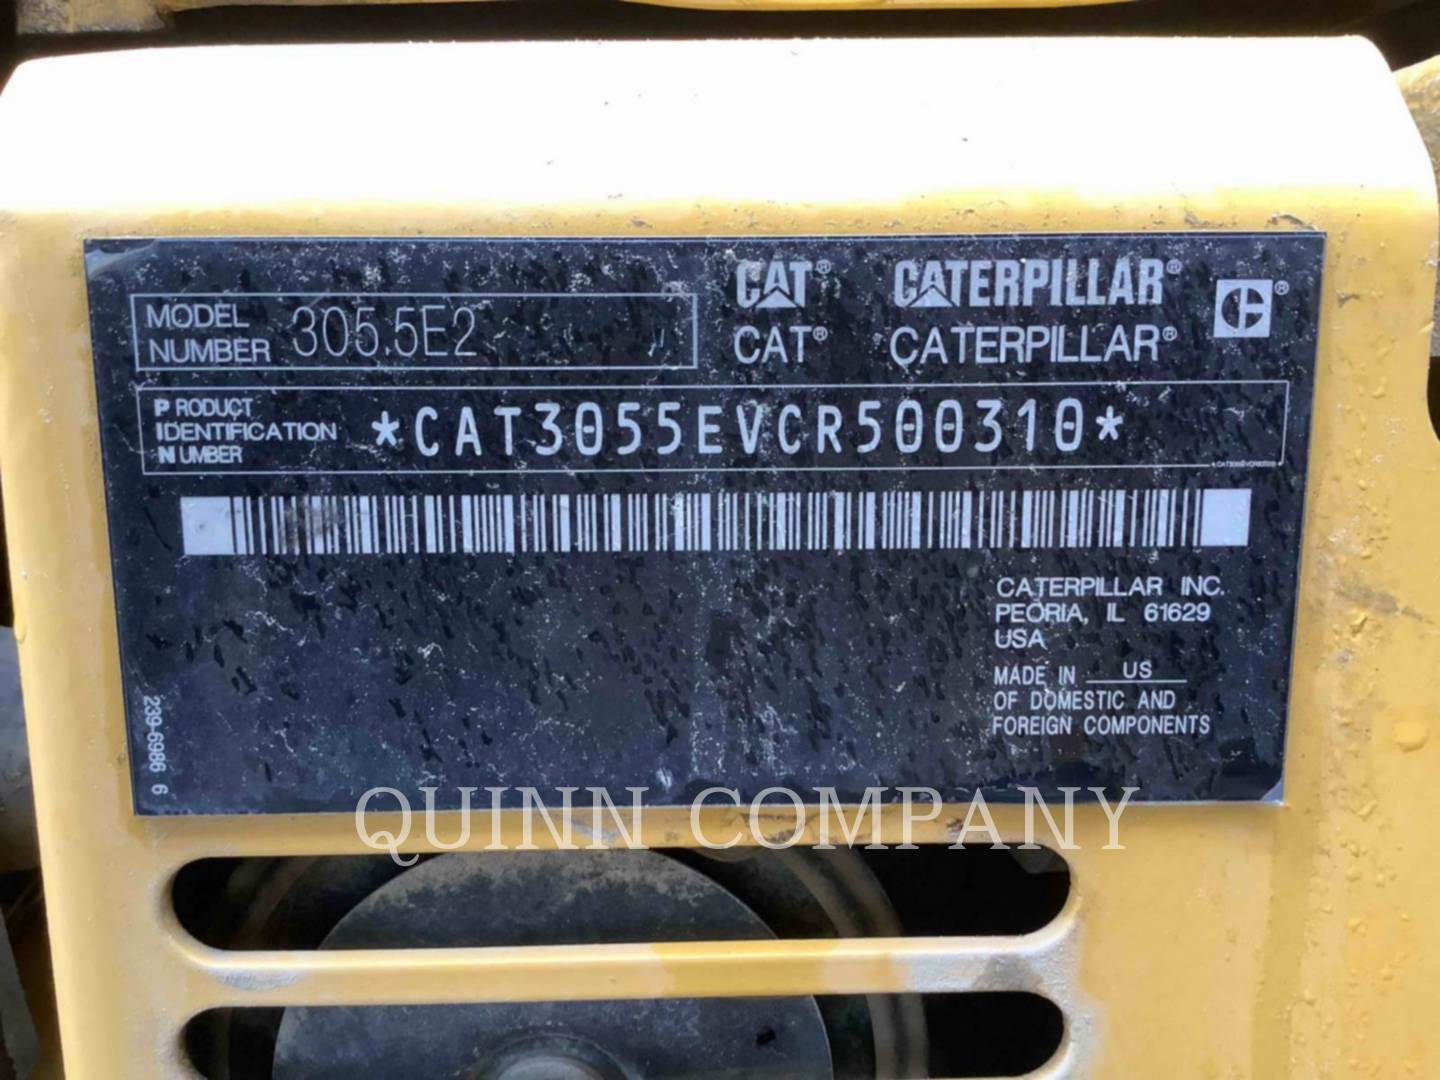 CAT® CATERPILLAR®
MODEL NUMBER 305.5E2
CAT® CATERPILLAR®
PRODUCT
IDENTIFICATION
NUMBER
*CAT3055EVCR500310*
CATERPILLAR INC.
PEORIA, IL 61629
USA
MADE IN US
OF DOMESTIC AND
FOREIGN COMPONENTS
239-6986 6
QUINN COMPANY